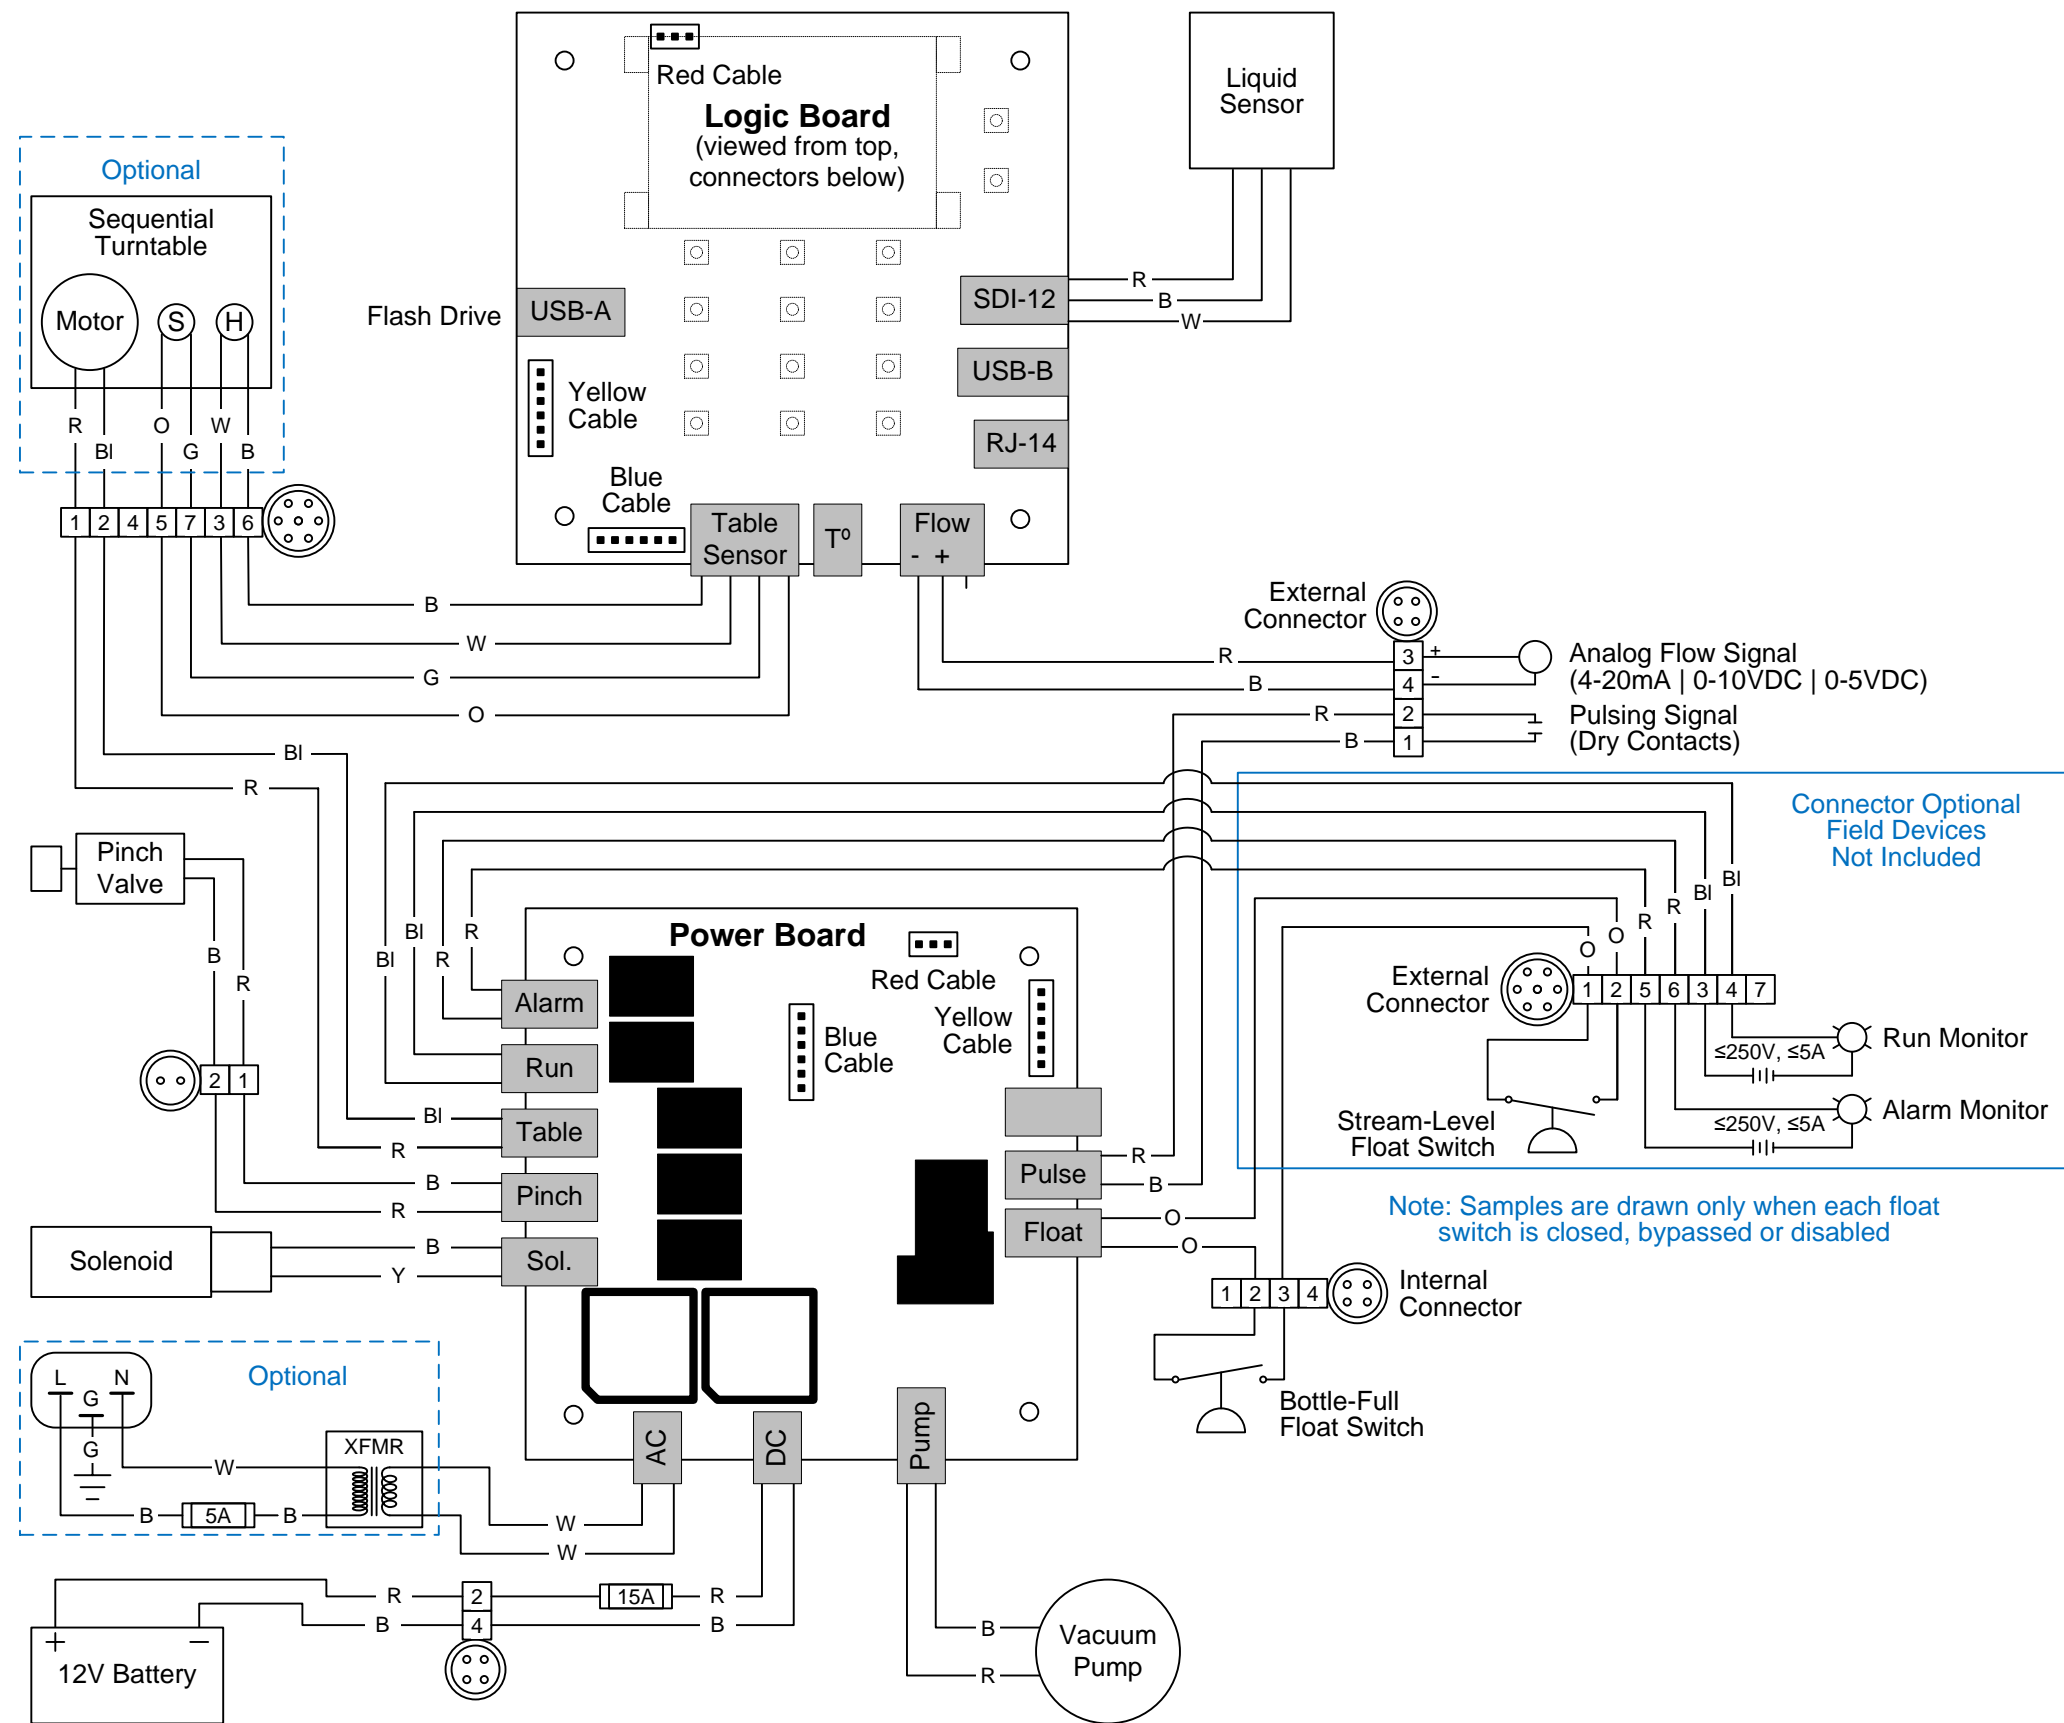 Red Cable
Logic Board
(viewed from top,
connectors below)
Liquid
Sensor
Optional
Sequential
Turntable
Motor
S
H
Flash Drive
USB-A
SDI-12
R
B
W
USB-B
RJ-14
Yellow
Cable
Blue
Cable
R
Bl
O
G
W
B
1 2 4 5 7 3 6
Table
Sensor
Tº
Flow
- +
B
W
G
O
Bl
R
External
Connector
R
B
R
B
3
4
2
1
+
-
Analog Flow Signal
(4-20mA | 0-10VDC | 0-5VDC)
Pulsing Signal
(Dry Contacts)
Connector Optional
Field Devices
Not Included
Pinch
Valve
B
R
2 1
Bl
Bl
R
R
Power Board
Red Cable
Blue
Cable
Yellow
Cable
Alarm
Run
Table
Pinch
Sol.
Bl
R
B
R
B
Y
Solenoid
Pulse
Float
R
B
O
O
O
O
R
R
Bl
Bl
External
Connector
1 2 5 6 3 4 7
≤250V, ≤5A
Run Monitor
≤250V, ≤5A
Alarm Monitor
Stream-Level
Float Switch
Note: Samples are drawn only when each float
switch is closed, bypassed or disabled
1 2 3 4
Internal
Connector
Bottle-Full
Float Switch
Optional
L
G
N
G
XFMR
W
B
5A
B
AC
DC
Pump
W
W
R
2
15A
R
B
4
B
+
−
12V Battery
B
R
Vacuum
Pump